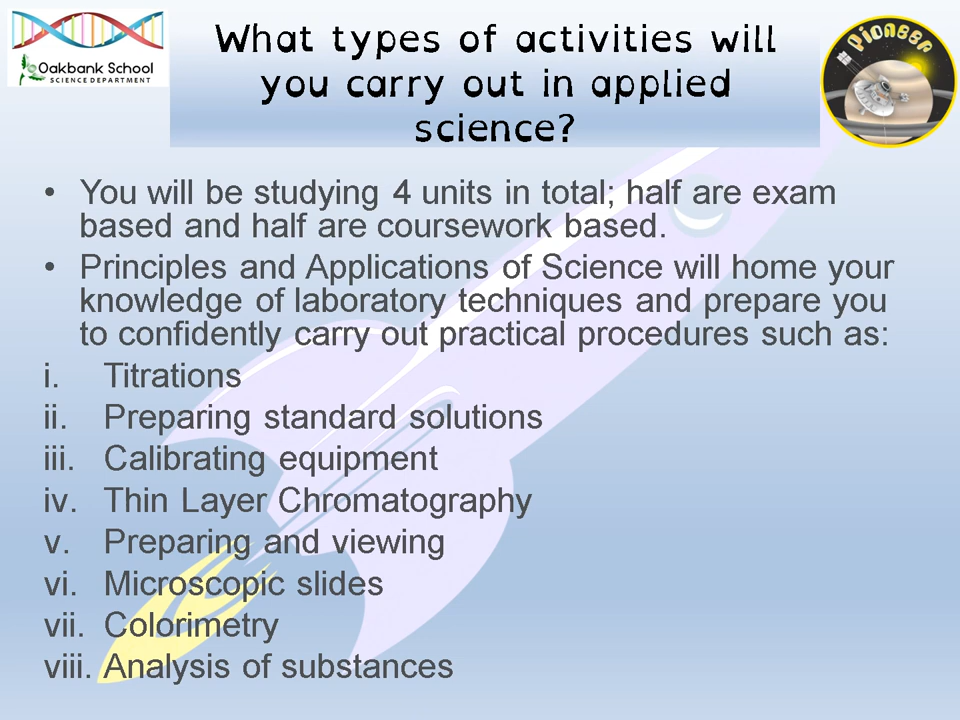 Oakbank School
SCIENCE DEPARTMENT
What types of activities will
you carry out in applied
science?
Pioneer
• You will be studying 4 units in total; half are exam
based and half are coursework based.
• Principles and Applications of Science will home your
knowledge of laboratory techniques and prepare you
to confidently carry out practical procedures such as:
i. Titrations
ii. Preparing standard solutions
iii. Calibrating equipment
iv. Thin Layer Chromatography
v. Preparing and viewing
vi. Microscopic slides
vii. Colorimetry
viii. Analysis of substances